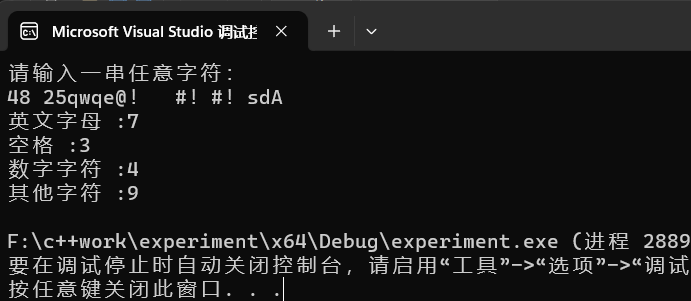 Microsoft Visual Studio 调试
请输入一串任意字符:
48 25qwqe@!   #! #! sdA
英文字母 :7
空格 :3
数字字符 :4
其他字符 :9
F:\c++work\experiment\x64\Debug\experiment.exe (进程 2889
要在调试停止时自动关闭控制台，请启用“工具”->“选项”->“调试
按任意键关闭此窗口. . .